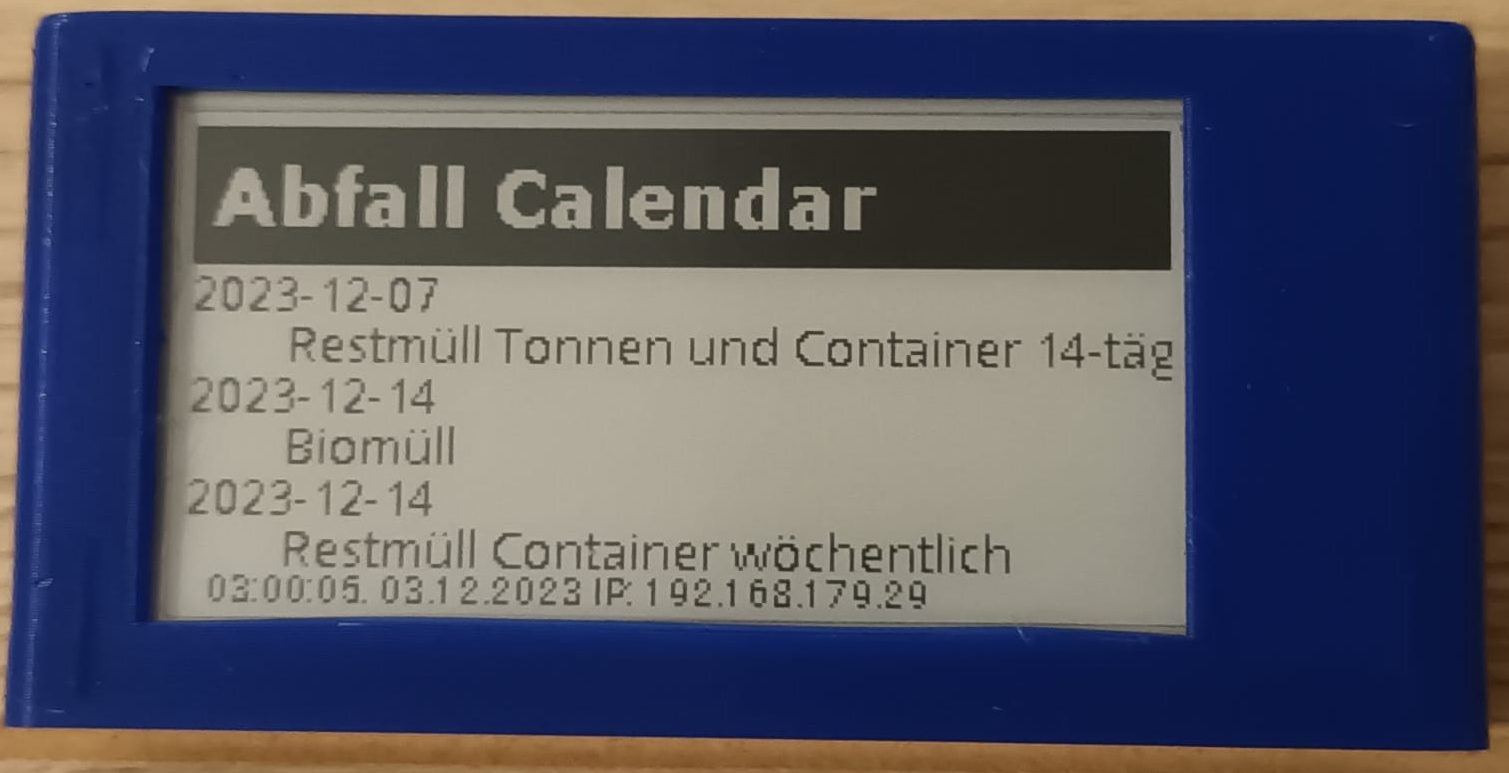 Abfall Calendar
2023-12-07
Restmüll Tonnen und Container 14-täg
2023-12-14
Biomüll
2023-12-14
Restmüll Container wöchentlich
03:00:05. 03.12.2023 IP: 192.168.179.29